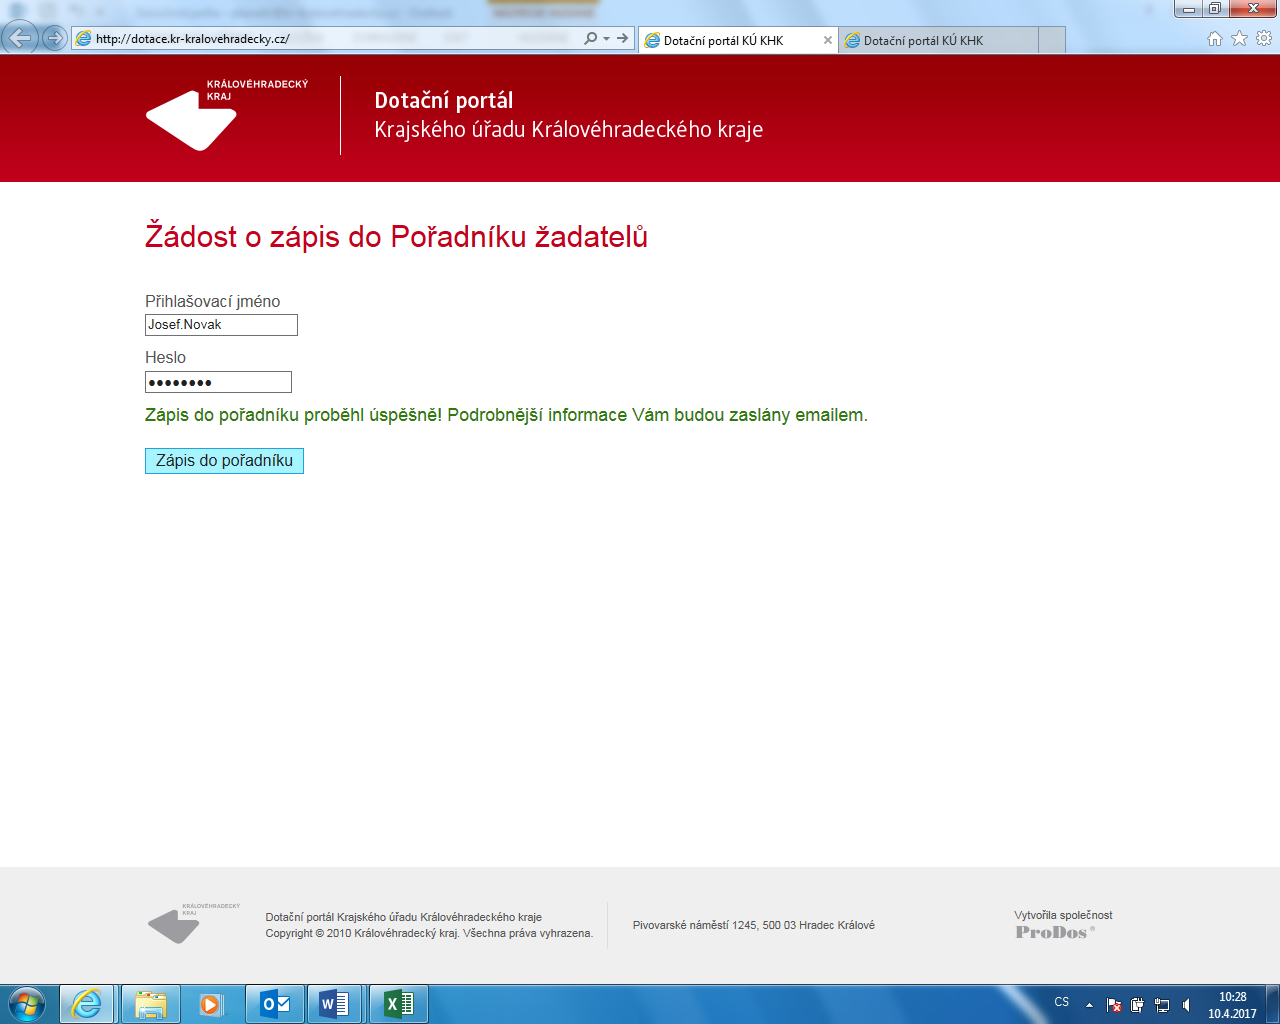 http://dotace.kr-kralovehradecky.cz/
Dotační portál KÚ KHK
Dotační portál KÚ KHK
KRÁLOVÉHRADECKÝ
KRAJ
Dotační portál
Krajského úřadu Královéhradeckého kraje
Žádost o zápis do Pořadníku žadatelů
Přihlašovací jméno
Josef.Novak
Heslo
••••••••
Zápis do pořadníku proběhl úspěšně! Podrobnější informace Vám budou zaslány emailem.
Zápis do pořadníku
KRÁLOVÉHRADECKÝ
KRAJ
Dotační portál Krajského úřadu Královéhradeckého kraje
Copyright © 2010 Královéhradecký kraj. Všechna práva vyhrazena.
Pivovarské náměstí 1245, 500 03 Hradec Králové
Vytvořila společnost
ProDos ®
CS
10:28
10.4.2017